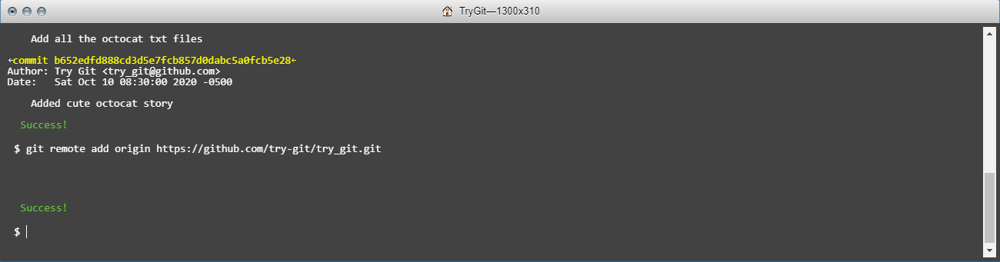 TryGit—1300x310
Add all the octocat txt files
←commit b652edfd888cd3d5e7fcb857d0dabc5a0fcb5e28←
Author: Try Git <try_git@github.com>
Date:   Sat Oct 10 08:30:00 2020 -0500
Added cute octocat story
Success!
$ git remote add origin https://github.com/try-git/try_git.git
Success!
$